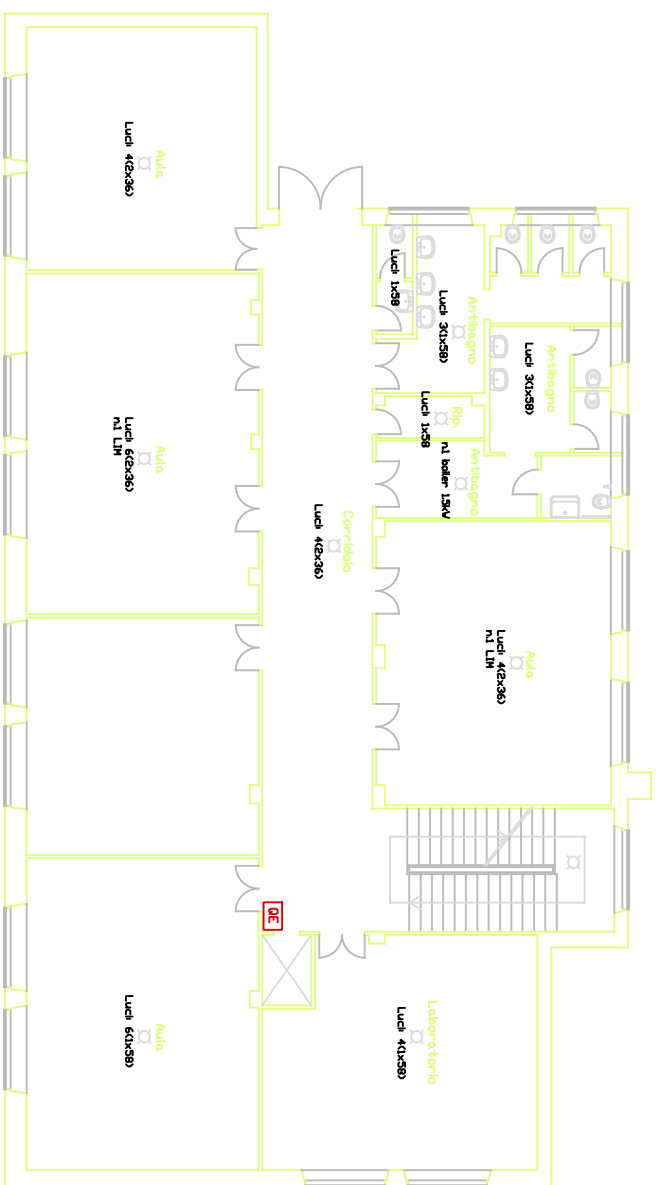 Antibagno
Luci: 3(1x58)
Aula
Luci: 4(2x36)
n.1 LIM
Antibagno
Luci: 3(1x58)
Antibagno
n.1 boiler 1.5kW
Rip.
Luci: 1x58
Laboratorio
Luci: 4(1x58)
Luci: 1x58
Corridoio
Luci: 4(2x36)
QE
Aula
Luci: 4(2x36)
Aula
Luci: 6(2x36)
n.1 LIM
Aula
Luci: 6(1x58)